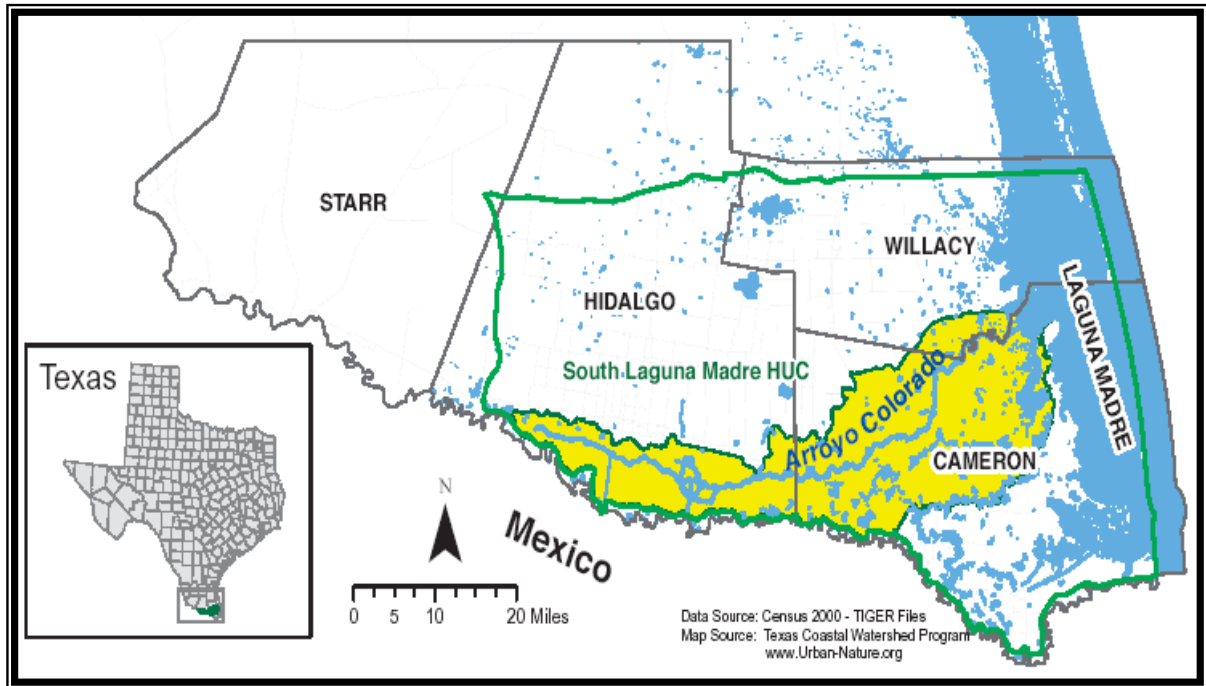 STARR
WILLACY
HIDALGO
LAGUNA MADRE
South Laguna Madre HUC
Arroyo Colorado
CAMERON
Texas
N
Mexico
0 5 10 20 Miles
Data Source: Census 2000 - TIGER Files
Map Source: Texas Coastal Watershed Program
www.Urban-Nature.org